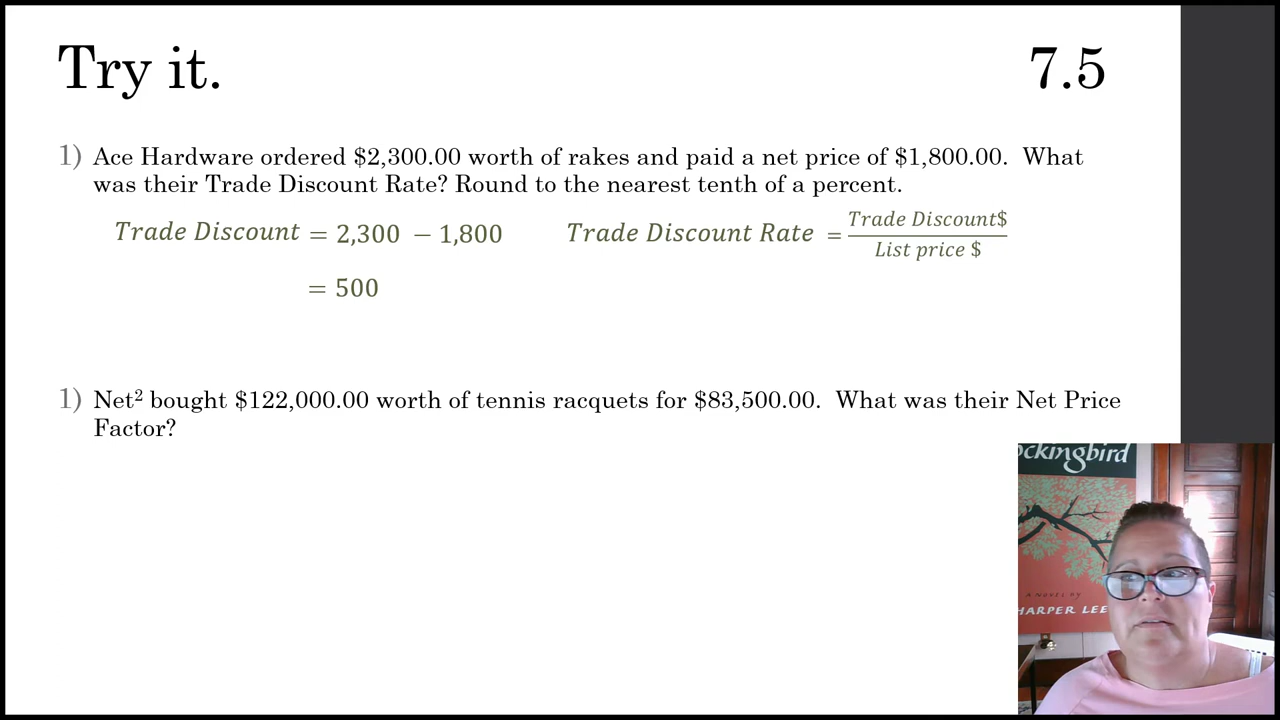 Try it.
7.5
1) Ace Hardware ordered $2,300.00 worth of rakes and paid a net price of $1,800.00. What
was their Trade Discount Rate? Round to the nearest tenth of a percent.
Trade Discount = 2,300 − 1,800
= 500
Trade Discount Rate = Trade Discount$
List price $
1) Net² bought $122,000.00 worth of tennis racquets for $83,500.00. What was their Net Price
Factor?
ockingbird
A NOVEL BY
HARPER LEE